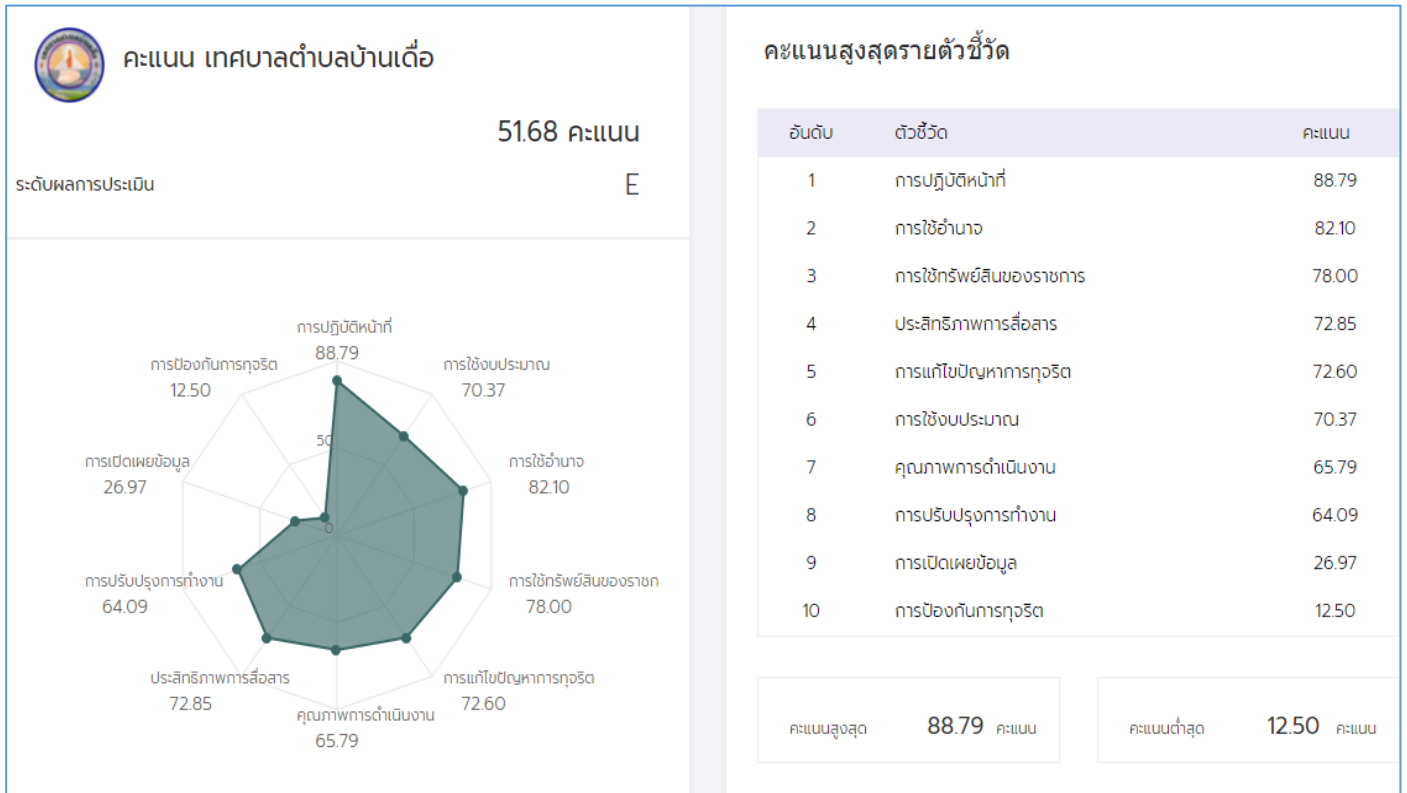 คะแนน เทศบาลตำบลบ้านเดื่อ
51.68 คะแนน
ระดับผลการประเมิน E
การปฏิบัติหน้าที่
88.79
การป้องกันการทุจริต
12.50
การใช้งบประมาณ
70.37
50
การเปิดเผยข้อมูล
26.97
การใช้อำนาจ
82.10
0
การปรับปรุงการทำงาน
64.09
การใช้ทรัพย์สินของราชก
78.00
ประสิทธิภาพการสื่อสาร
72.85
การแก้ไขปัญหาการทุจริต
72.60
คุณภาพการดำเนินงาน
65.79
คะแนนสูงสุดรายตัวชี้วัด
อันดับ ตัวชี้วัด คะแนน
1 การปฏิบัติหน้าที่ 88.79
2 การใช้อำนาจ 82.10
3 การใช้ทรัพย์สินของราชการ 78.00
4 ประสิทธิภาพการสื่อสาร 72.85
5 การแก้ไขปัญหาการทุจริต 72.60
6 การใช้งบประมาณ 70.37
7 คุณภาพการดำเนินงาน 65.79
8 การปรับปรุงการทำงาน 64.09
9 การเปิดเผยข้อมูล 26.97
10 การป้องกันการทุจริต 12.50
คะแนนสูงสุด 88.79 คะแนน
คะแนนต่ำสุด 12.50 คะแนน